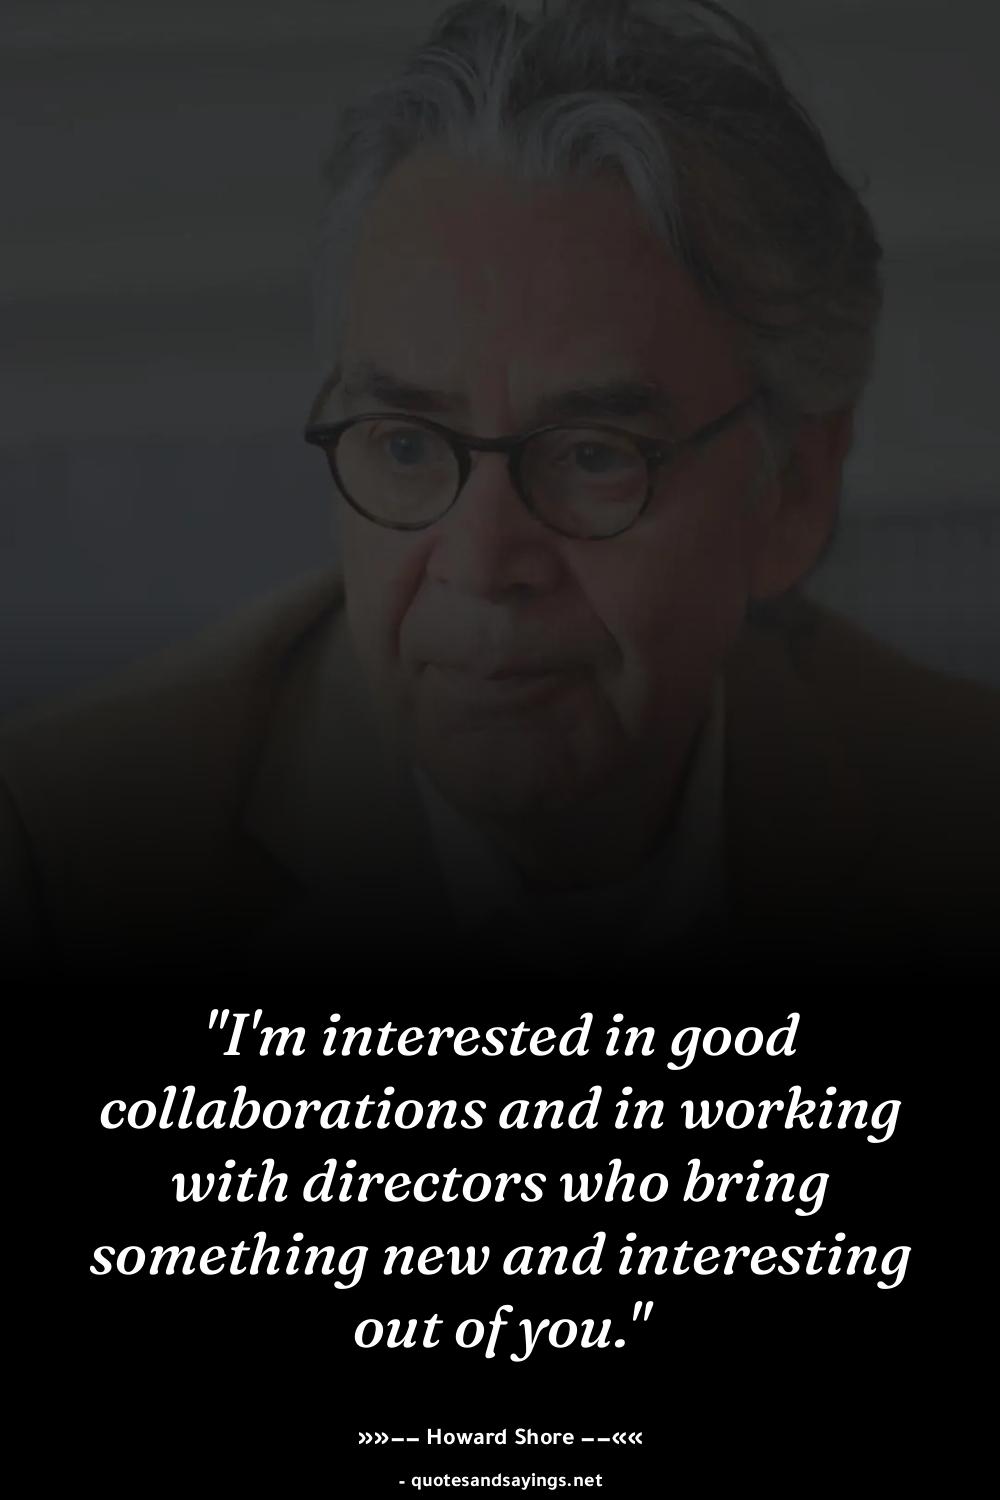 "I'm interested in good
collaborations and in working
with directors who bring
something new and interesting
out of you."
»»–– Howard Shore ––««
- quotesandsayings.net